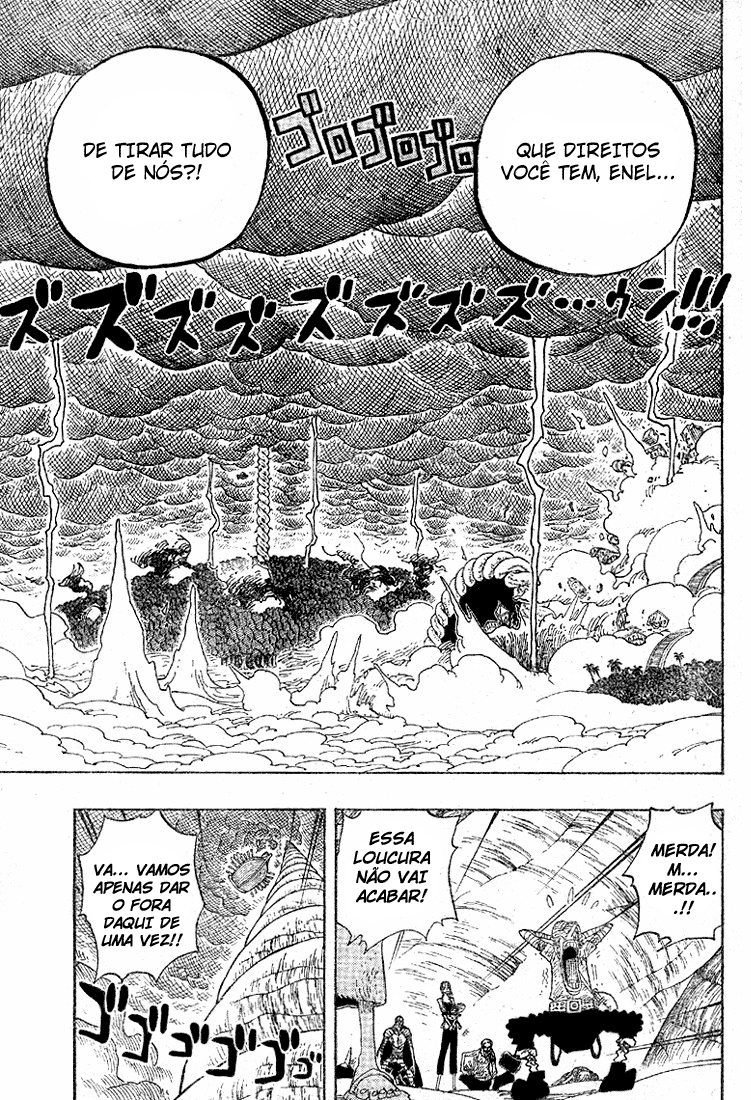 QUE DIREITOS
VOCÊ TEM, ENEL...
DE TIRAR TUDO
DE NÓS?!
ゴロゴロゴロ
ズズズズズズズズ…ゥン!!!
MERDA!
M...
MERDA..
.!!
ESSA
LOUCURA
NÃO VAI
ACABAR!
VA... VAMOS
APENAS DAR
O FORA
DAQUI DE
UMA VEZ!!
ゴゴゴゴゴゴ